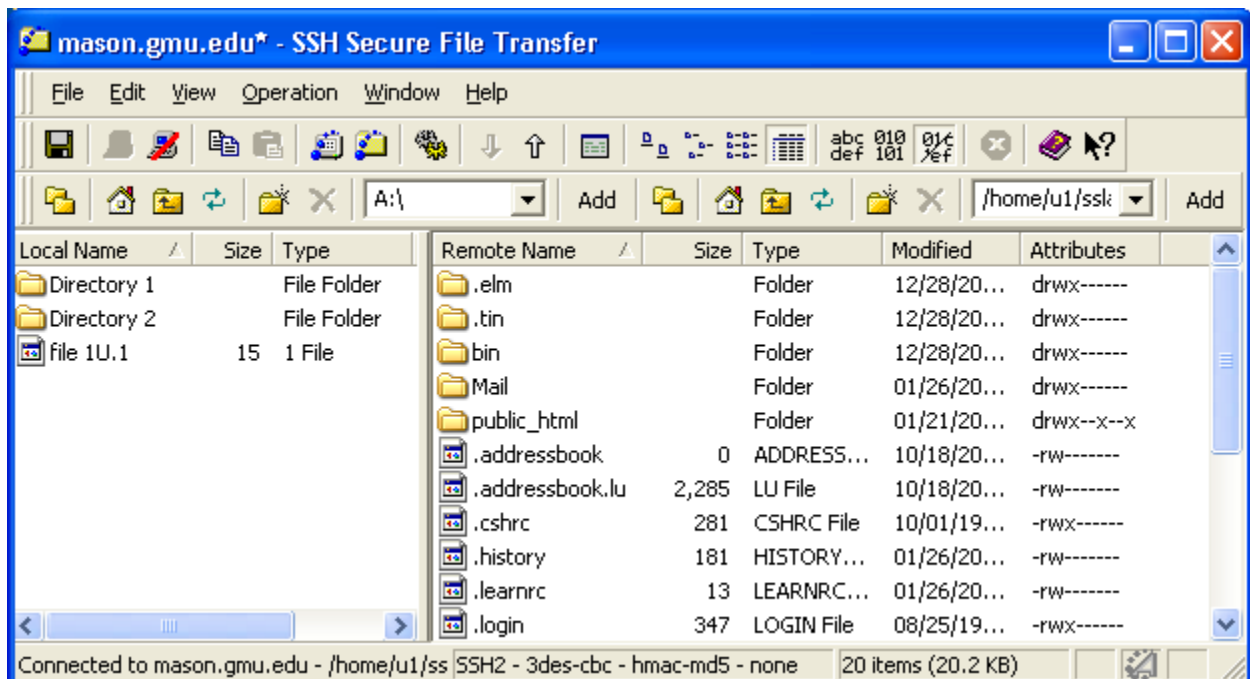 mason.gmu.edu* - SSH Secure File Transfer
File Edit View Operation Window Help
abc def 010 101
A:\ Add /home/u1/ssl Add
Local Name Size Type Remote Name Size Type Modified Attributes
Directory 1 File Folder .elm Folder 12/28/20... drwx------
Directory 2 File Folder .tin Folder 12/28/20... drwx------
file 1U.1 15 1 File bin Folder 12/28/20... drwx------
Mail Folder 01/26/20... drwx------
public_html Folder 01/21/20... drwx--x--x
.addressbook 0 ADDRESS... 10/18/20... -rw-------
.addressbook.lu 2,285 LU File 10/18/20... -rw-------
.cshrc 281 CSHRC File 10/01/19... -rwx------
.history 181 HISTORY... 01/26/20... -rw-------
.learnrc 13 LEARNRC... 01/26/20... -rw-------
.login 347 LOGIN File 08/25/19... -rwx------
Connected to mason.gmu.edu - /home/u1/ss SSH2 - 3des-cbc - hmac-md5 - none 20 items (20.2 KB)